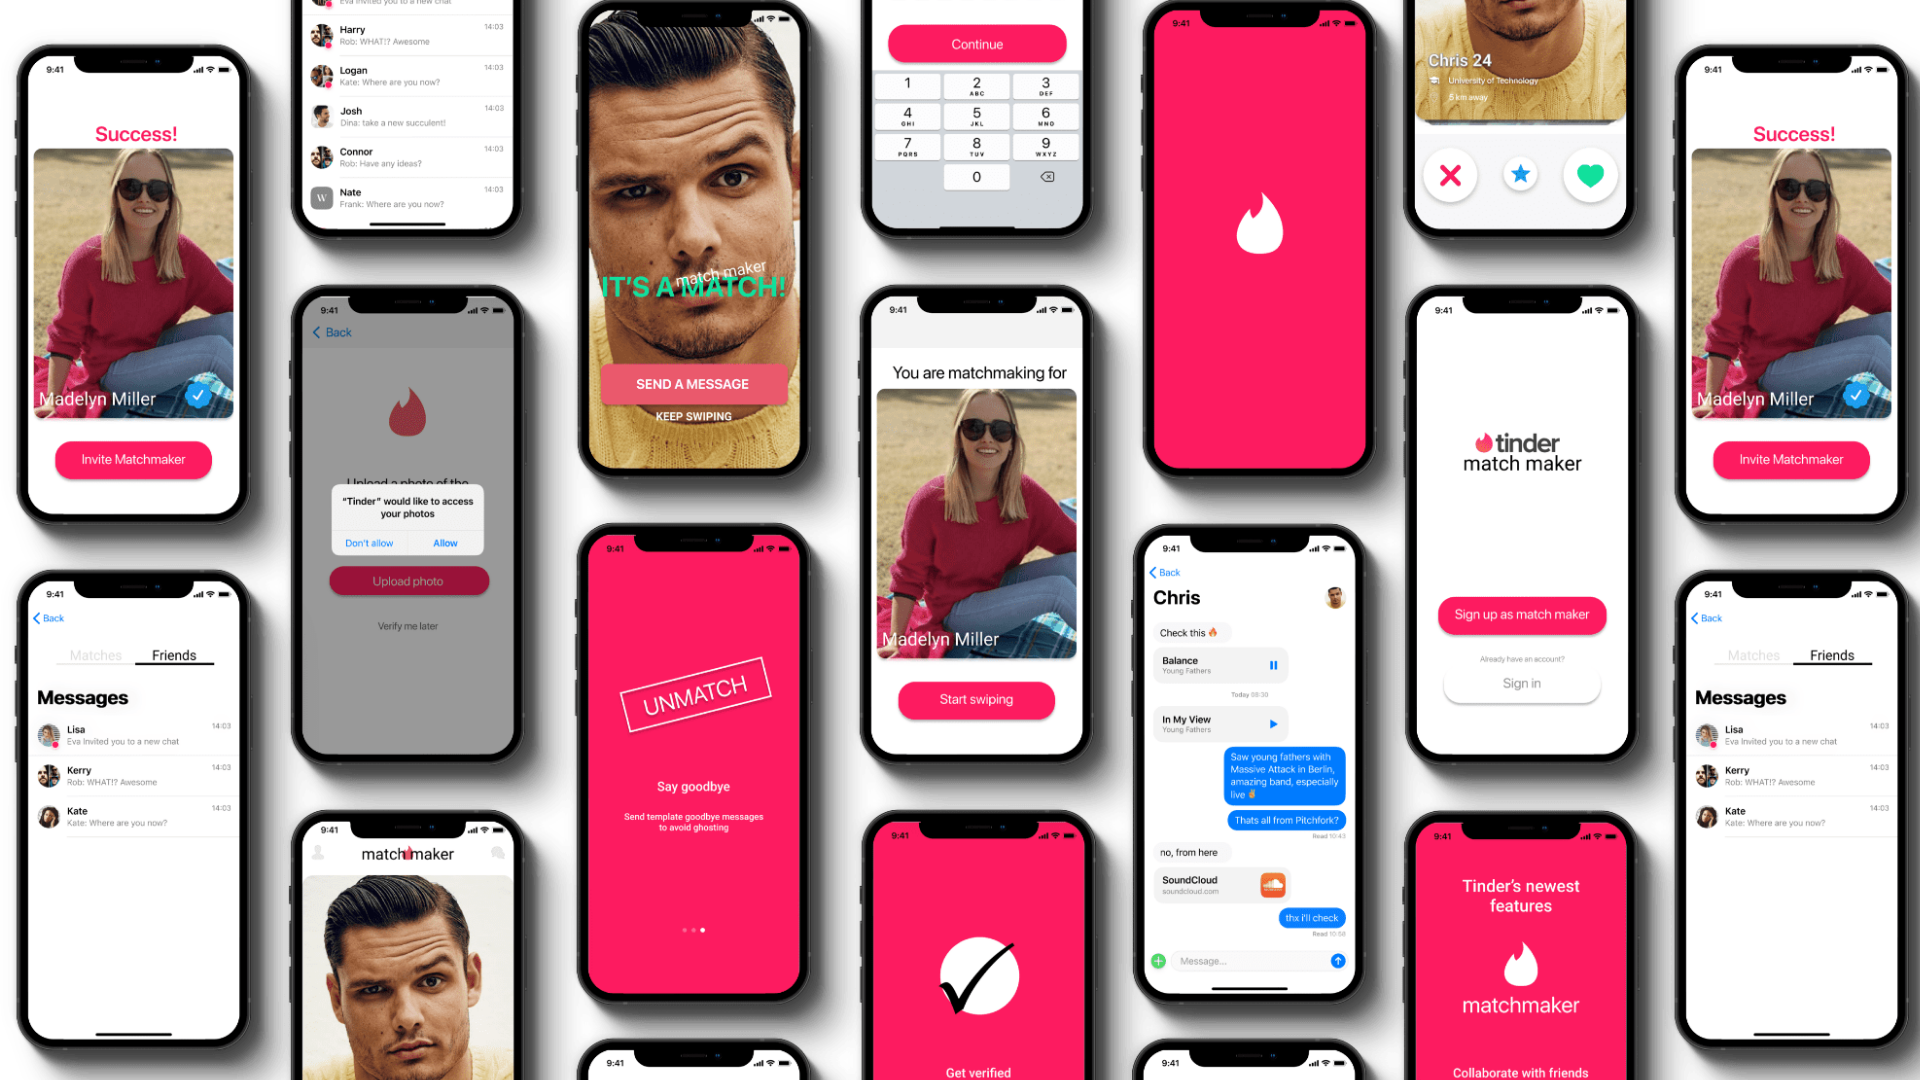 9:41
Success!
Madelyn Miller
Invite Matchmaker
9:41
Back
Matches
Friends
Messages
Lisa
14:03
Eva Invited you to a new chat
Kerry
14:03
Rob: WHAT!? Awesome
Kate
14:03
Kate: Where are you now?
Eva Invited you to a new chat
Harry
14:03
Rob: WHAT!? Awesome
Logan
14:03
Kate: Where are you now?
Josh
14:03
Dina: take a new succulent!
Connor
14:03
Rob: Have any ideas?
W
Nate
14:03
Frank: Where are you now?
9:41
Back
Upload a photo of the
"Tinder" would like to access
your photos
Don't allow
Allow
Upload photo
Verify me later
9:41
match maker
match maker
IT'S A MATCH!
SEND A MESSAGE
KEEP SWIPING
9:41
UNMATCH
Say goodbye
Send template goodbye messages
to avoid ghosting
9:41
Continue
1
2
ABC
3
DEF
4
GHI
5
JKL
6
MNO
7
PQRS
8
TUV
9
WXYZ
0
9:41
You are matchmaking for
Madelyn Miller
Start swiping
9:41
Get verified
9:41
9:41
Back
Chris
Check this
Balance
Young Fathers
Today 08:30
In My View
Young Fathers
Saw young fathers with
Massive Attack in Berlin,
amazing band, especially
live
Thats all from Pitchfork?
Read 10:43
no, from here
SoundCloud
soundcloud.com
thx i'll check
Read 10:58
Message...
9:41
Chris 24
University of Technology
5 km away
9:41
tinder
match maker
Sign up as match maker
Already have an account?
Sign in
9:41
Tinder's newest
features
matchmaker
Collaborate with friends
9:41
Success!
Madelyn Miller
Invite Matchmaker
9:41
Back
Matches
Friends
Messages
Lisa
14:03
Eva Invited you to a new chat
Kerry
14:03
Rob: WHAT!? Awesome
Kate
14:03
Kate: Where are you now?